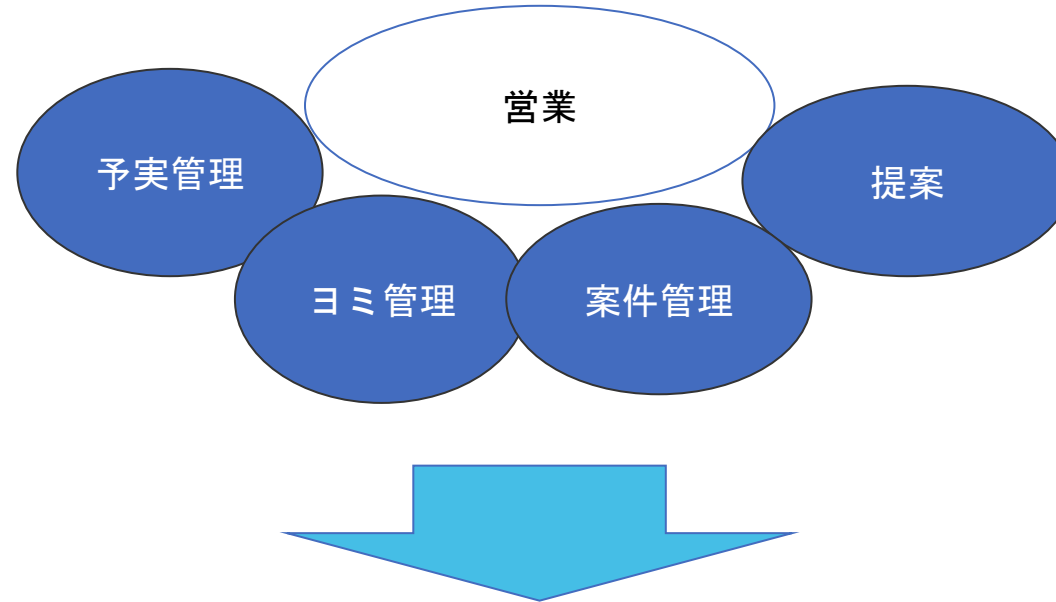 営業
予実管理
提案
ヨミ管理
案件管理